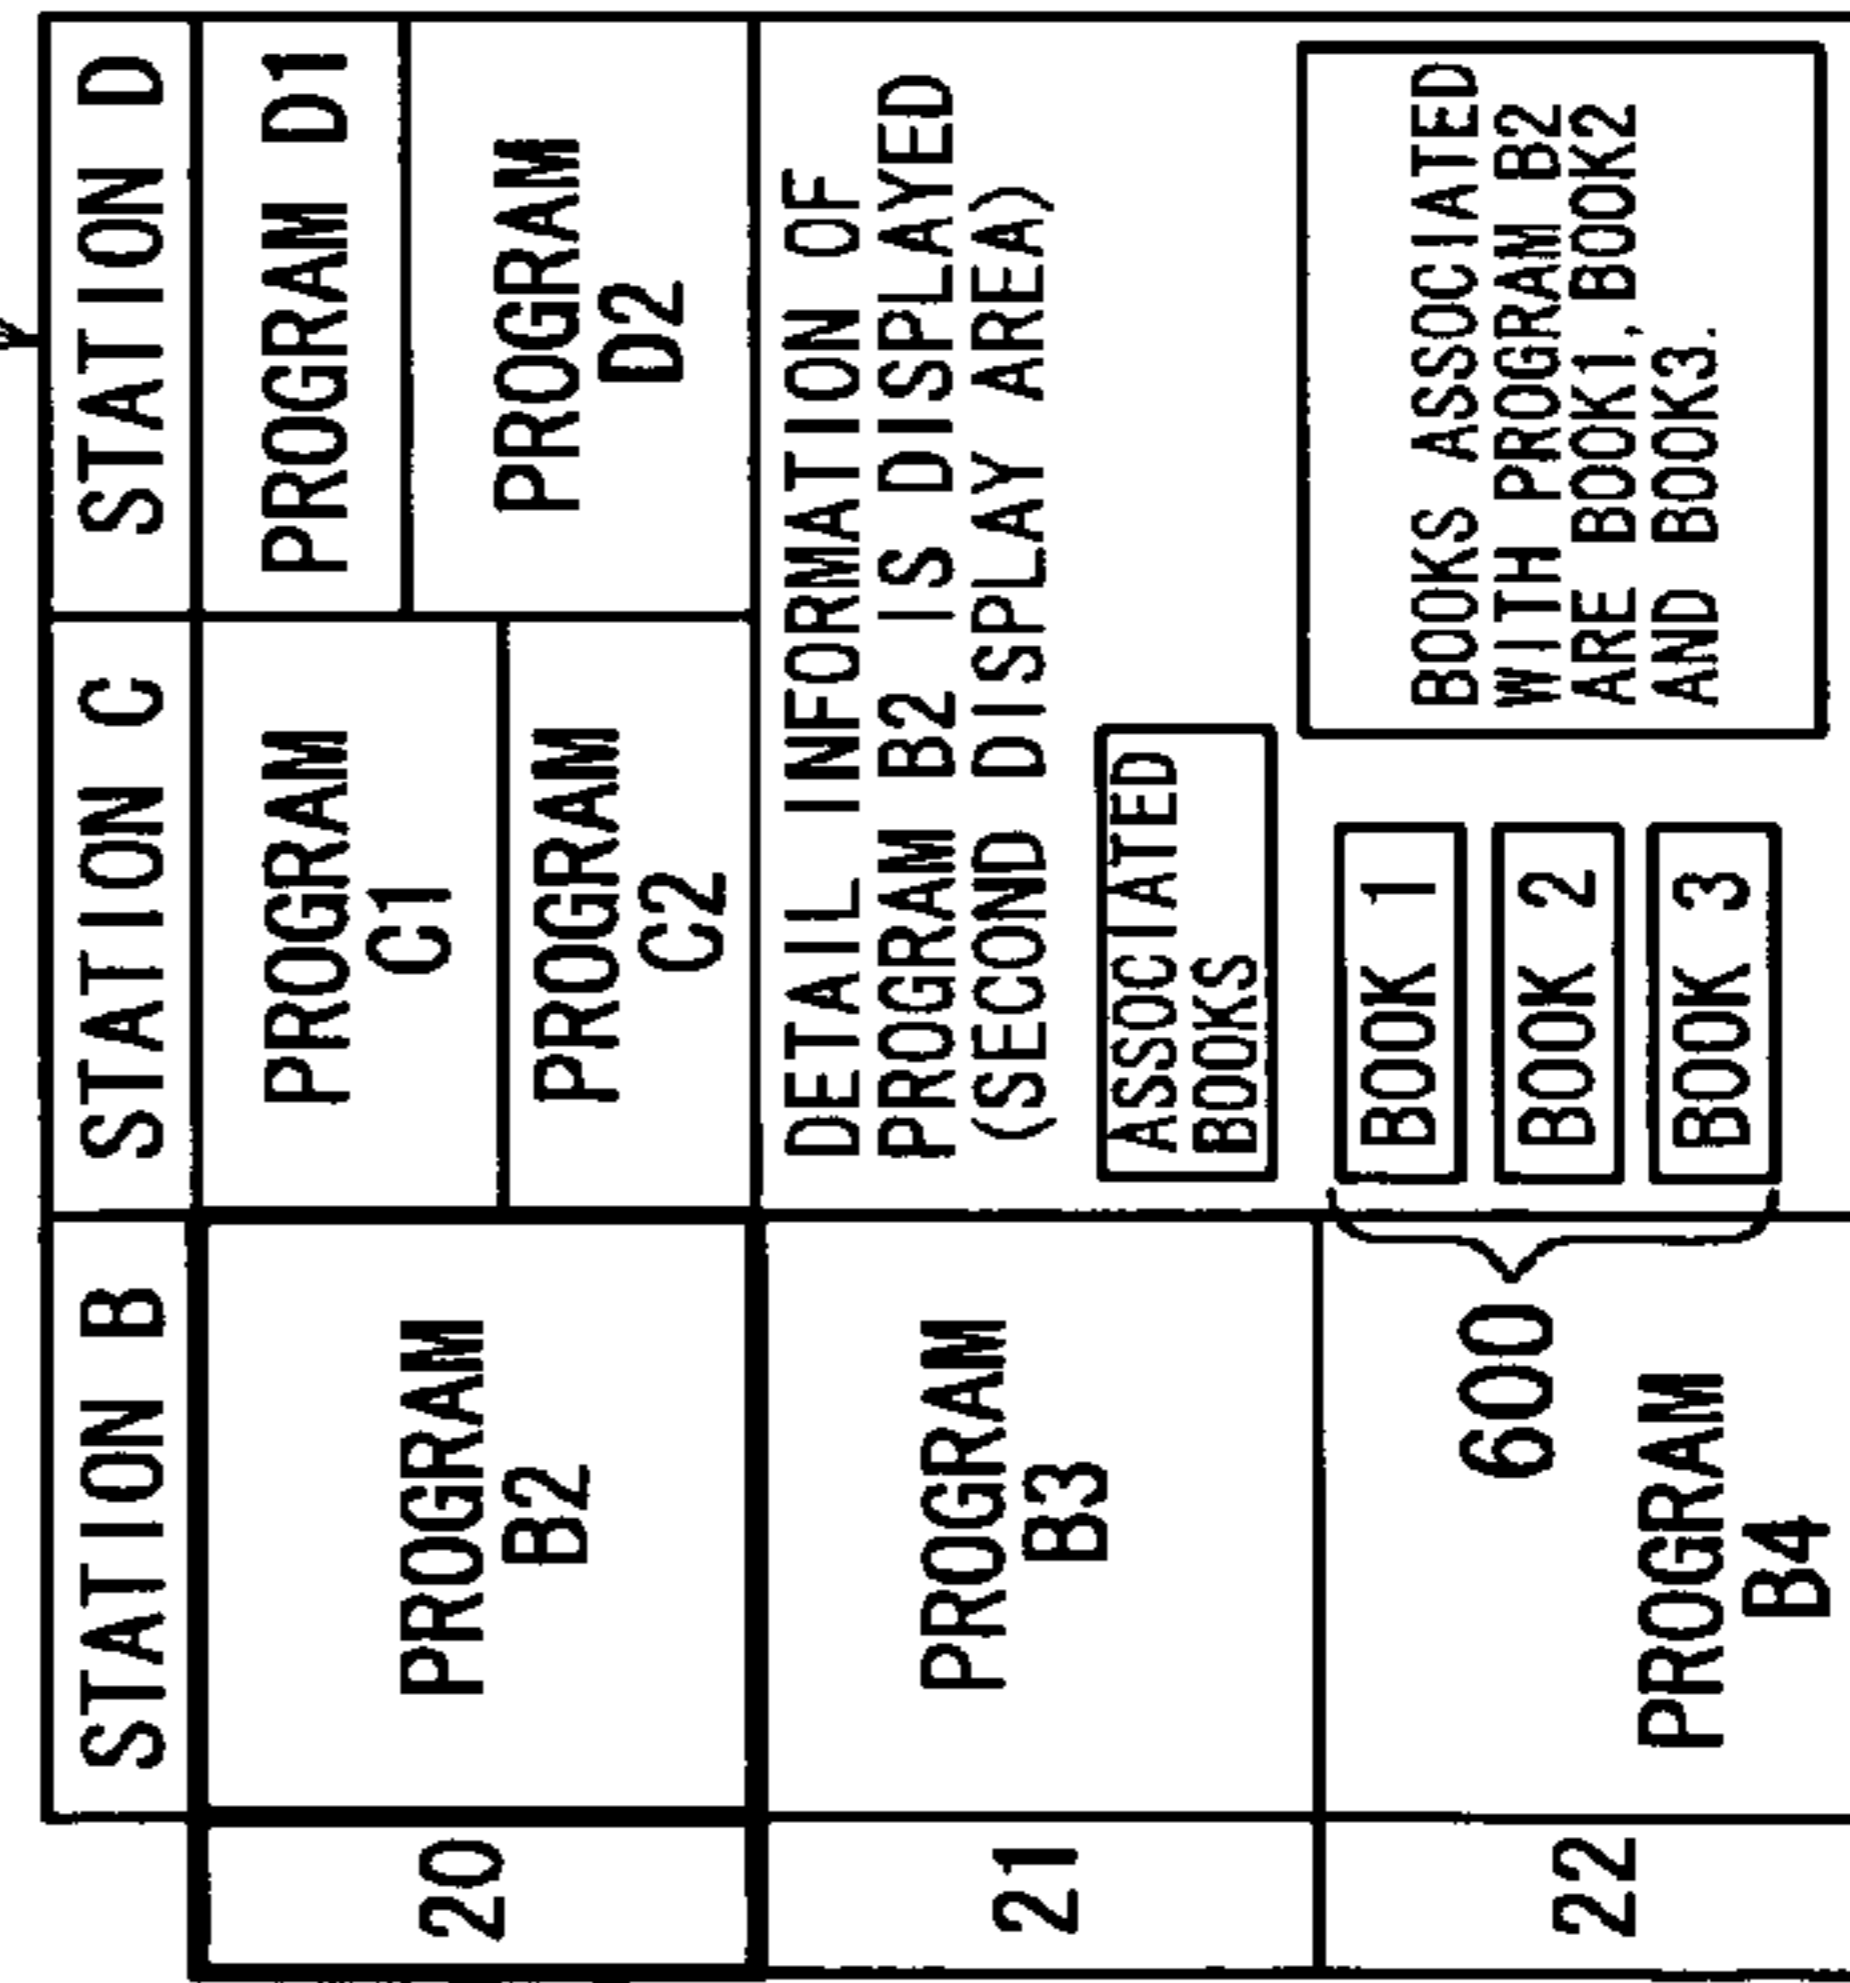 STATION B
STATION C
STATION D
20
PROGRAM
B2
PROGRAM
C1
PROGRAM
C2
PROGRAM D1
PROGRAM
D2
21
PROGRAM
B3
22
600
PROGRAM
B4
DETAIL INFORMATION OF
PROGRAM B2 IS DISPLAYED
(SECOND DISPLAY AREA)
ASSOCIATED
BOOKS
BOOK 1
BOOK 2
BOOK 3
BOOKS ASSOCIATED
WITH PROGRAM B2
ARE BOOK1, BOOK2
AND BOOK3.